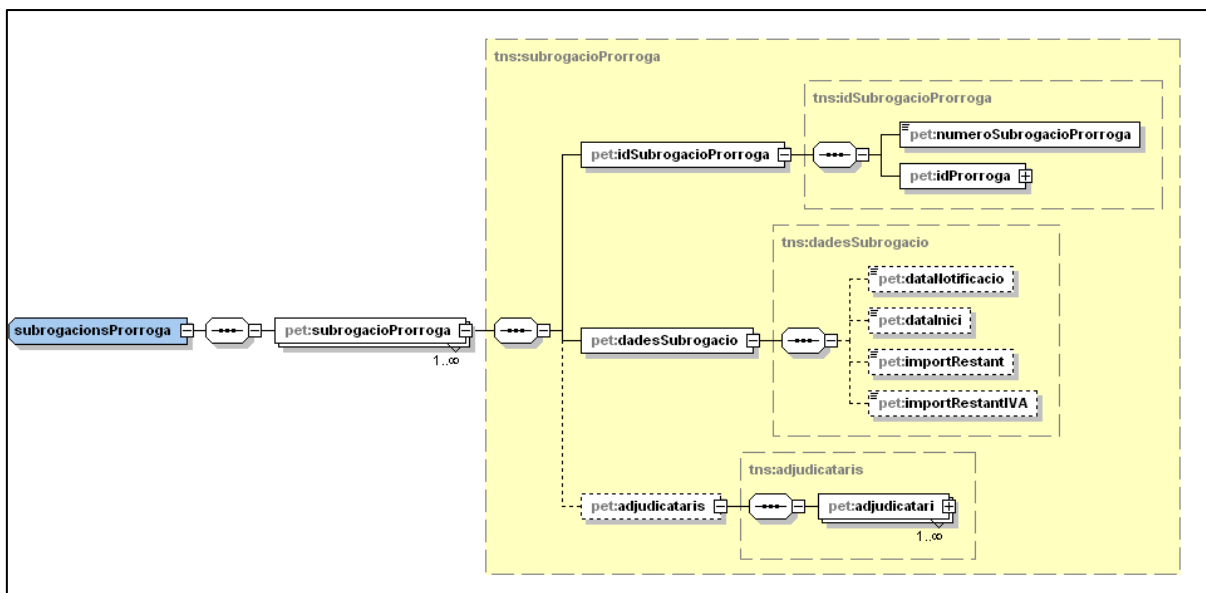 tns:subrogacioProrroga
tns:idSubrogacioProrroga
pet:numeroSubrogacioProrroga
pet:idSubrogacioProrroga
pet:idProrroga
tns:dadesSubrogacio
pet:dataNotificacio
pet:dataInici
subrogacionsProrroga
pet:subrogacioProrroga
1..∞
pet:dadesSubrogacio
pet:importRestant
pet:importRestantIVA
tns:adjudicataris
pet:adjudicataris
pet:adjudicatari
1..∞